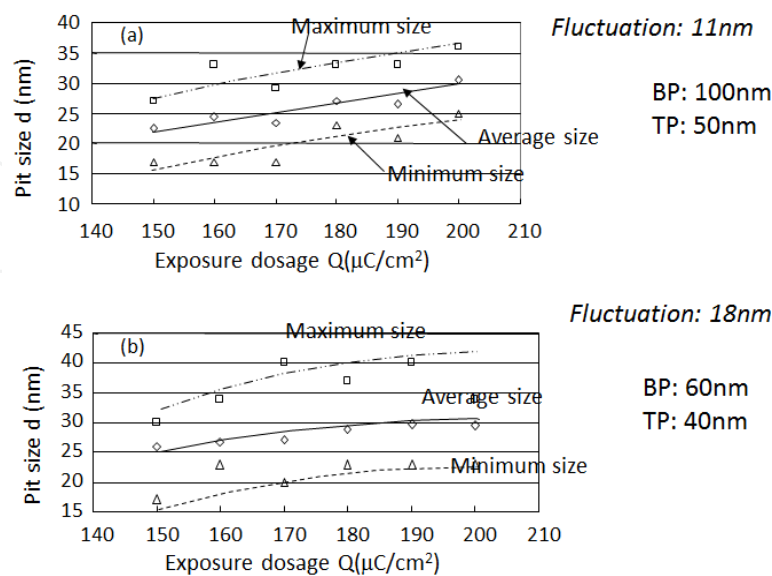 (a)
Maximum size
Average size
Minimum size
Pit size d (nm)
40
35
30
25
20
15
10
140 150 160 170 180 190 200 210
Exposure dosage Q(μC/cm²)
Fluctuation: 11nm
BP: 100nm
TP: 50nm
(b)
Maximum size
Average size
Minimum size
Pit size d (nm)
45
40
35
30
25
20
15
140 150 160 170 180 190 200 210
Exposure dosage Q(μC/cm²)
Fluctuation: 18nm
BP: 60nm
TP: 40nm